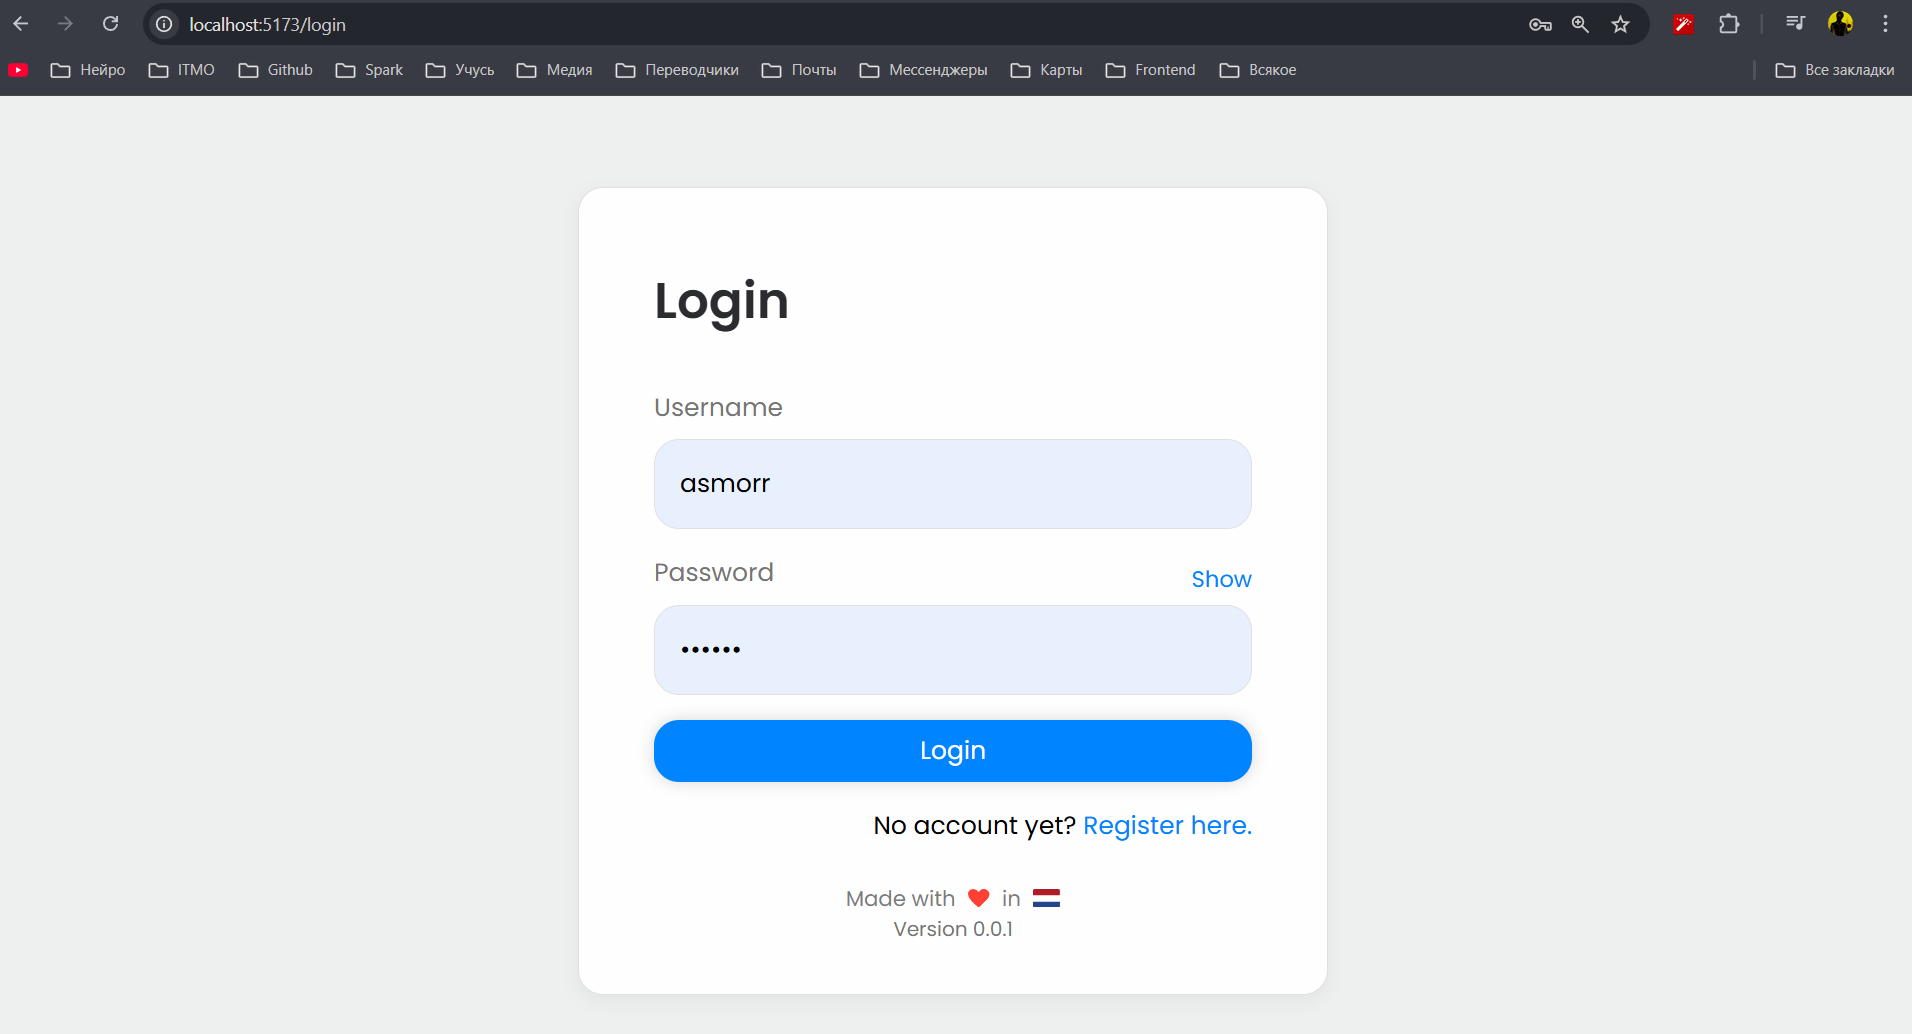 localhost:5173/login
Нейро ITMO Github Spark Учусь Медиа Переводчики Почты Мессенджеры Карты Frontend Всякое Все закладки
Login
Username
asmorr
Password Show
••••••
Login
No account yet? Register here.
Made with ❤ in
Version 0.0.1